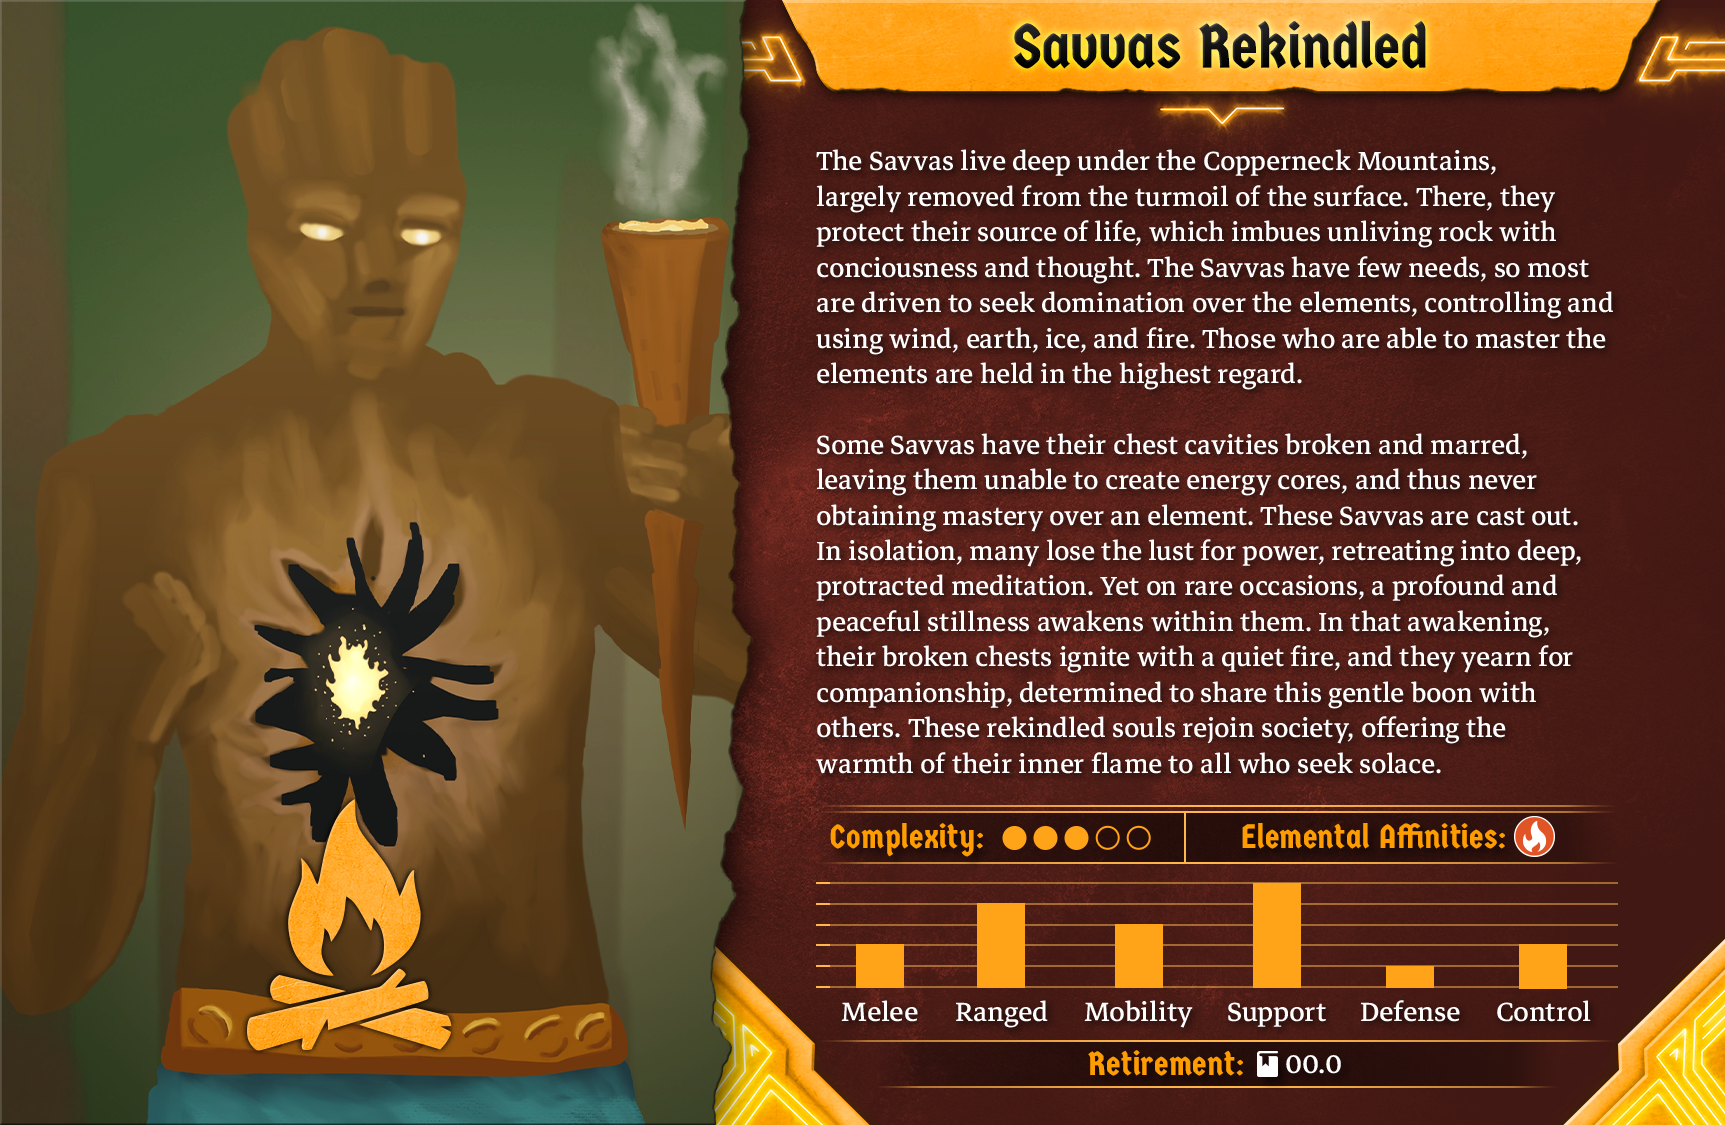 Savvas Rekindled
The Savvas live deep under the Copperneck Mountains,
largely removed from the turmoil of the surface. There, they
protect their source of life, which imbues unliving rock with
conciousness and thought. The Savvas have few needs, so most
are driven to seek domination over the elements, controlling and
using wind, earth, ice, and fire. Those who are able to master the
elements are held in the highest regard.
Some Savvas have their chest cavities broken and marred,
leaving them unable to create energy cores, and thus never
obtaining mastery over an element. These Savvas are cast out.
In isolation, many lose the lust for power, retreating into deep,
protracted meditation. Yet on rare occasions, a profound and
peaceful stillness awakens within them. In that awakening,
their broken chests ignite with a quiet fire, and they yearn for
companionship, determined to share this gentle boon with
others. These rekindled souls rejoin society, offering the
warmth of their inner flame to all who seek solace.
Complexity: Elemental Affinities:
Melee Ranged Mobility Support Defense Control
Retirement: 00.0